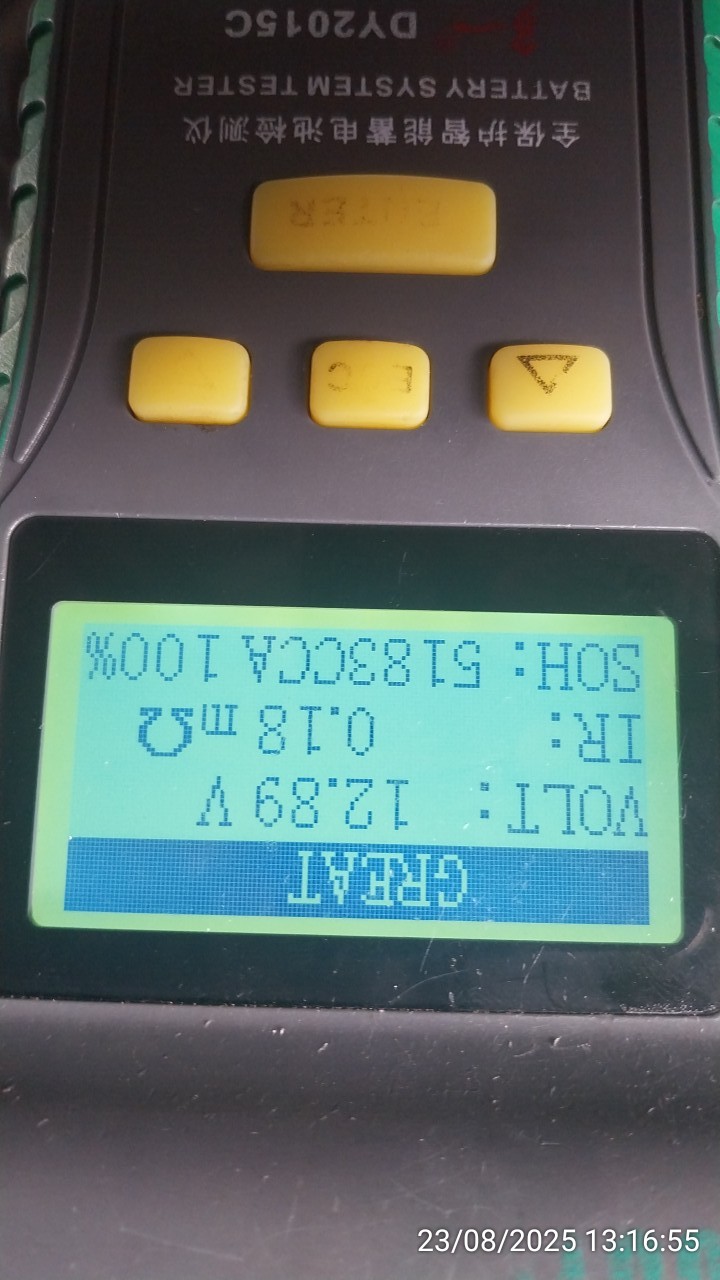 GREAT
VOLT: 12.89 V
IR: 0.18 mΩ
SOH: 5183CCA 100%
E C
ENTER
全保护智能蓄电池检测仪
BATTERY SYSTEM TESTER
DY2015C
23/08/2025 13:16:55